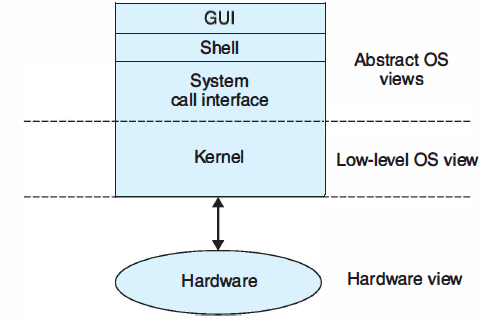 GUI
Shell
System
call interface
Abstract OS
views
Kernel
Low-level OS view
Hardware
Hardware view